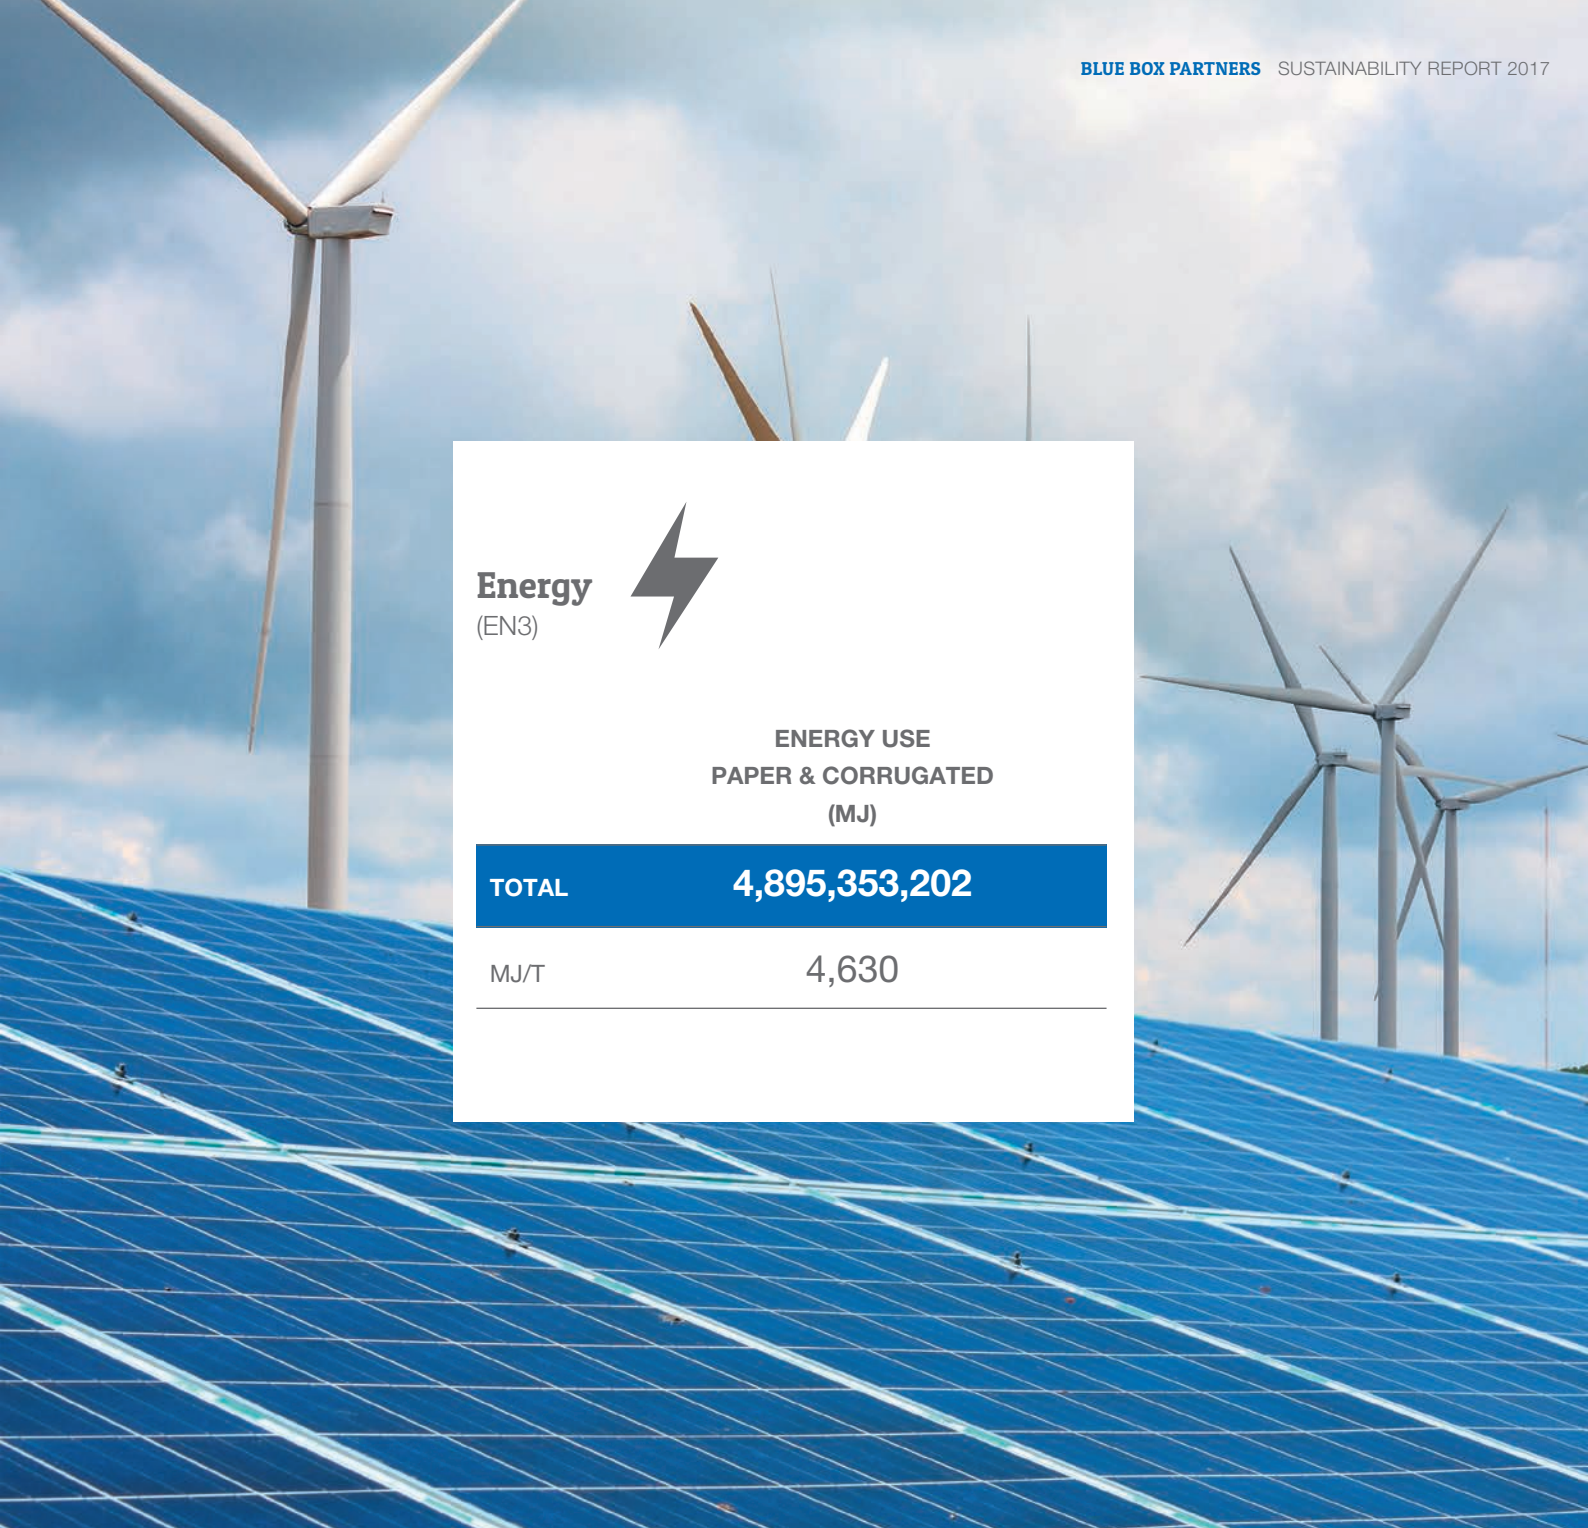 BLUE BOX PARTNERS SUSTAINABILITY REPORT 2017
Energy
(EN3)
ENERGY USE
PAPER & CORRUGATED
(MJ)
TOTAL 4,895,353,202
MJ/T 4,630